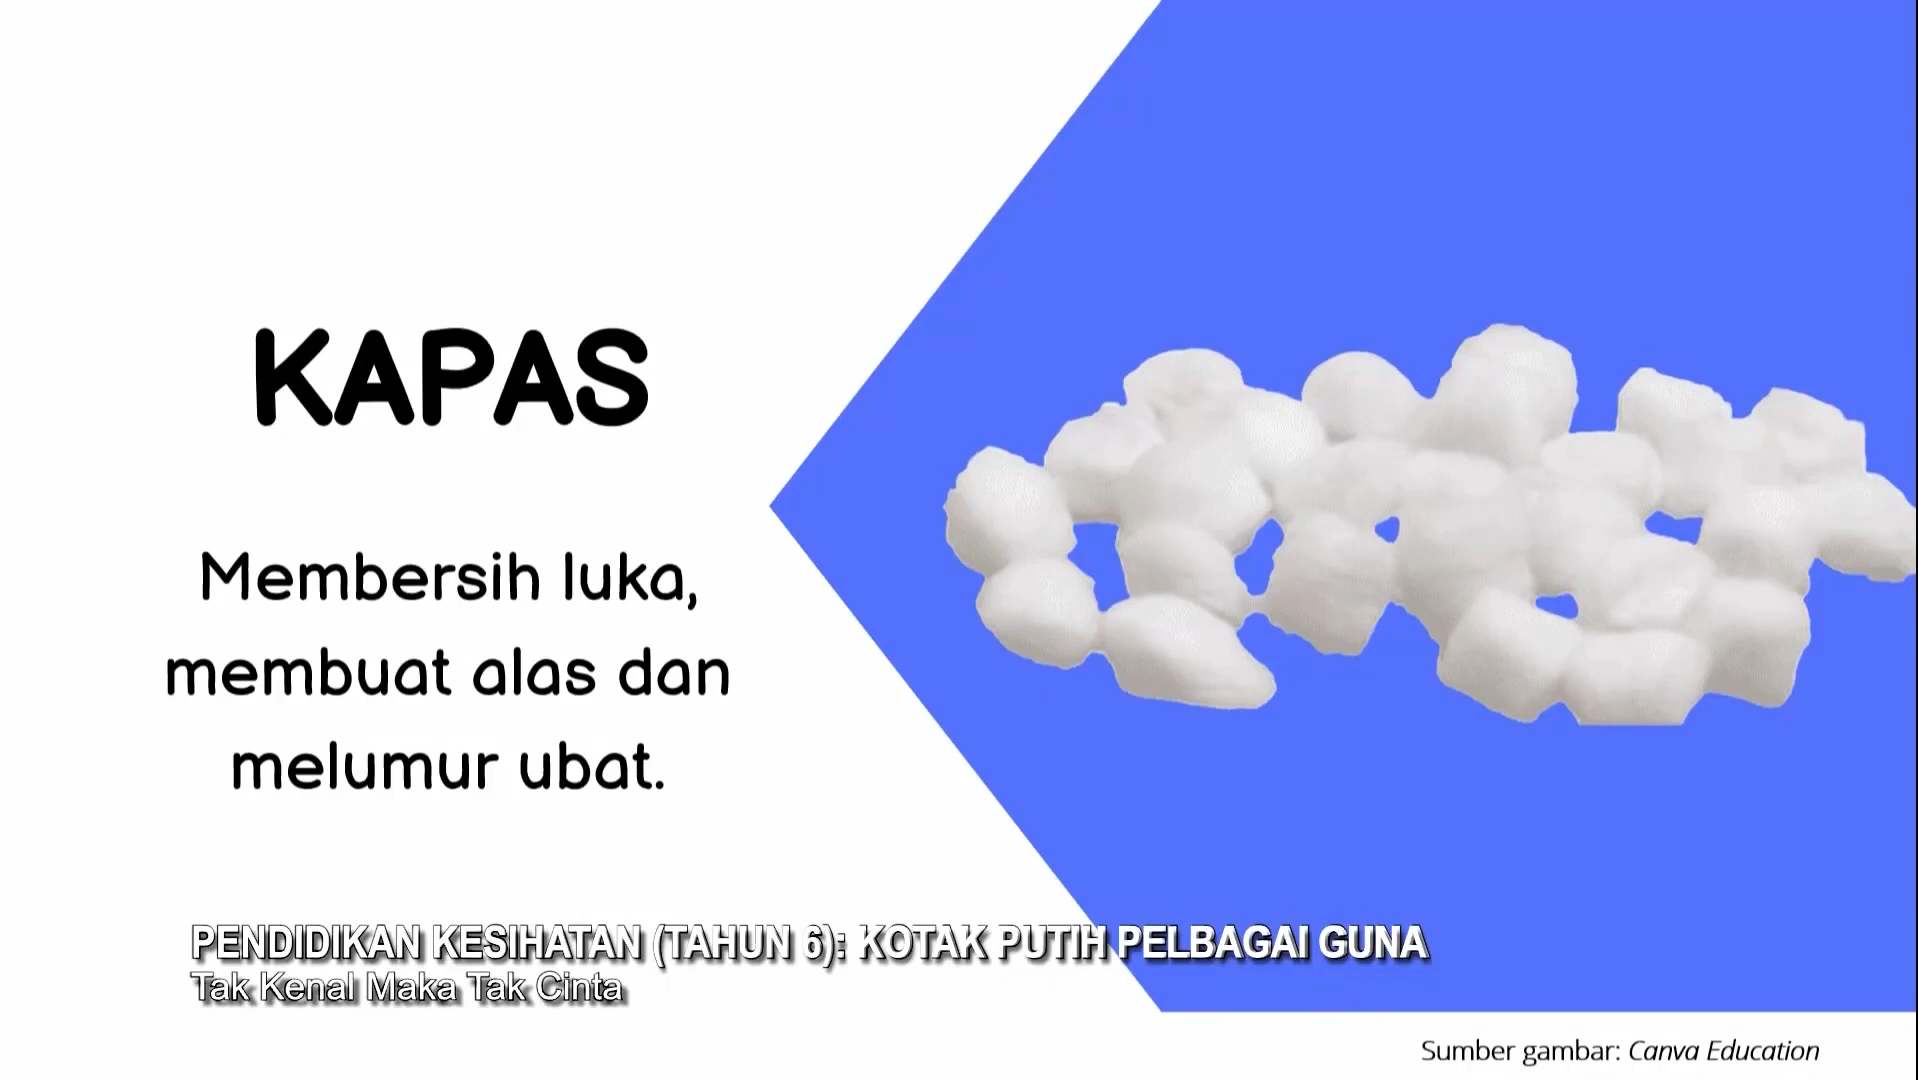 KAPAS
Membersih luka,
membuat alas dan
melumur ubat.
PENDIDIKAN KESIHATAN (TAHUN 6): KOTAK PUTIH PELBAGAI GUNA
Tak Kenal Maka Tak Cinta
Sumber gambar: Canva Education